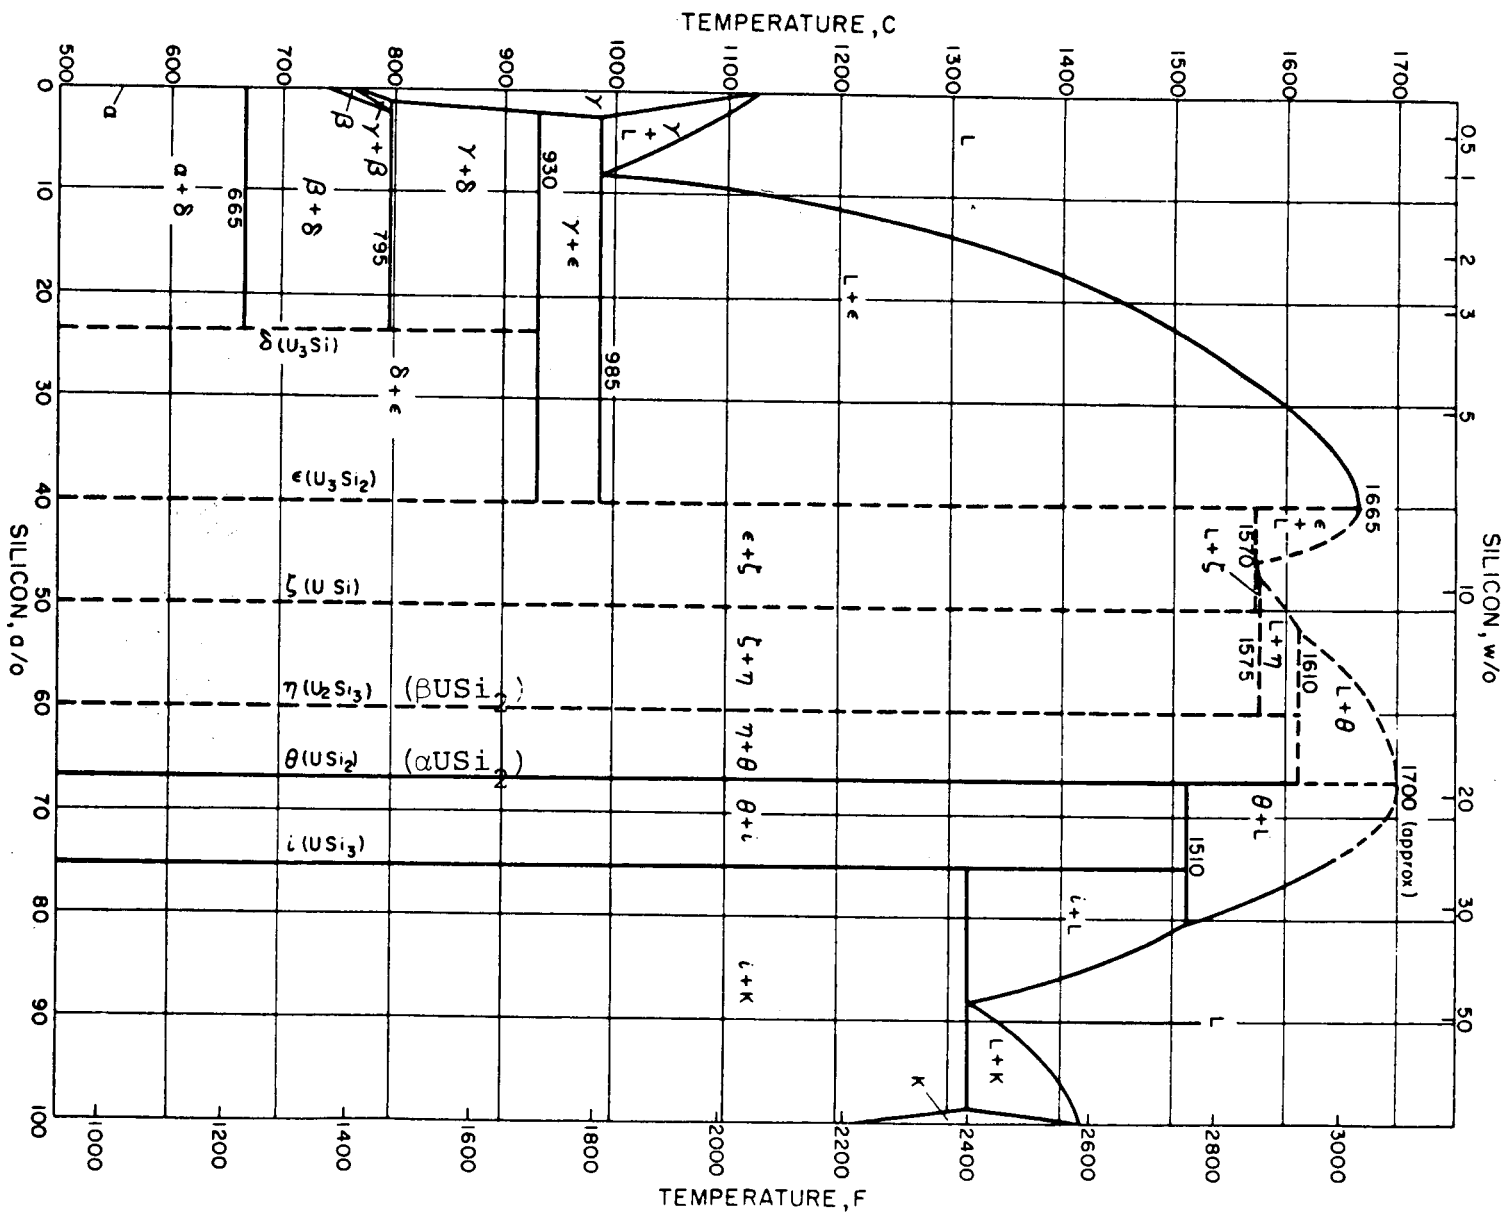 TEMPERATURE, C
500 600 700 800 900 1000 1100 1200 1300 1400 1500 1600 1700
SILICON, w/o
0.5 1 2 3 5 10 20 30 50
SILICON, a/o
0 10 20 30 40 50 60 70 80 90 100
TEMPERATURE, F
1000 1200 1400 1600 1800 2000 2200 2400 2600 2800 3000
α
α + δ
665
β
β + δ
γ + β
795
γ + δ
γ
γ + L
930
γ + ε
985
L
L + ε
δ (U3Si)
δ + ε
ε (U3Si2)
1665
ε + L
1570
L + ζ
ε + ζ
ζ (U Si)
L + η
1575
1610
ζ + η
L + θ
η (U2Si3) (βUSi2)
η + θ
θ (USi2) (αUSi2)
1700 (approx)
θ + L
θ + i
1510
i (USi3)
i + L
i + K
L
L + K
K